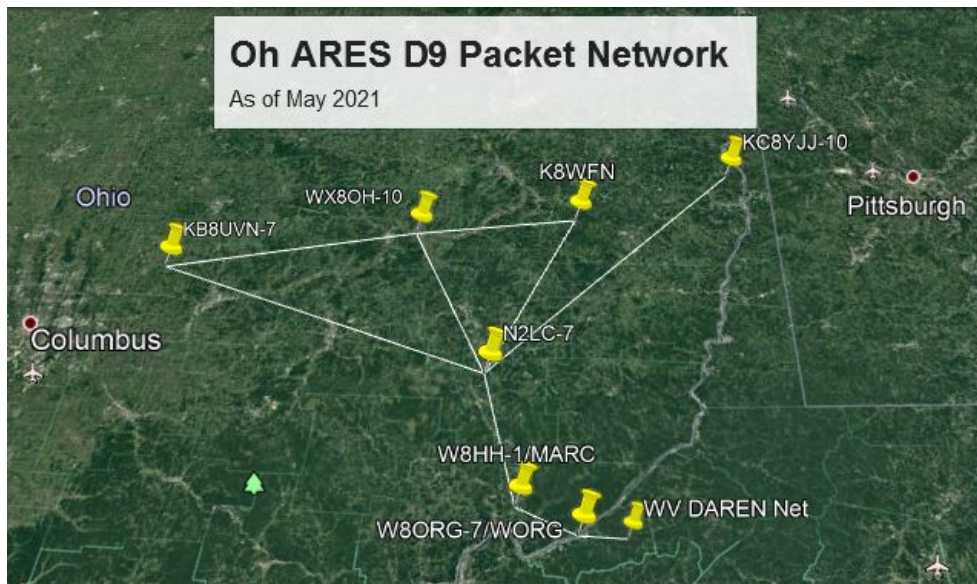 Oh ARES D9 Packet Network
As of May 2021
KC8YJJ-10
K8WFN
WX8OH-10
Ohio
Pittsburgh
KB8UVN-7
Columbus
N2LC-7
W8HH-1/MARC
WV DAREN Net
W8ORG-7/WORG